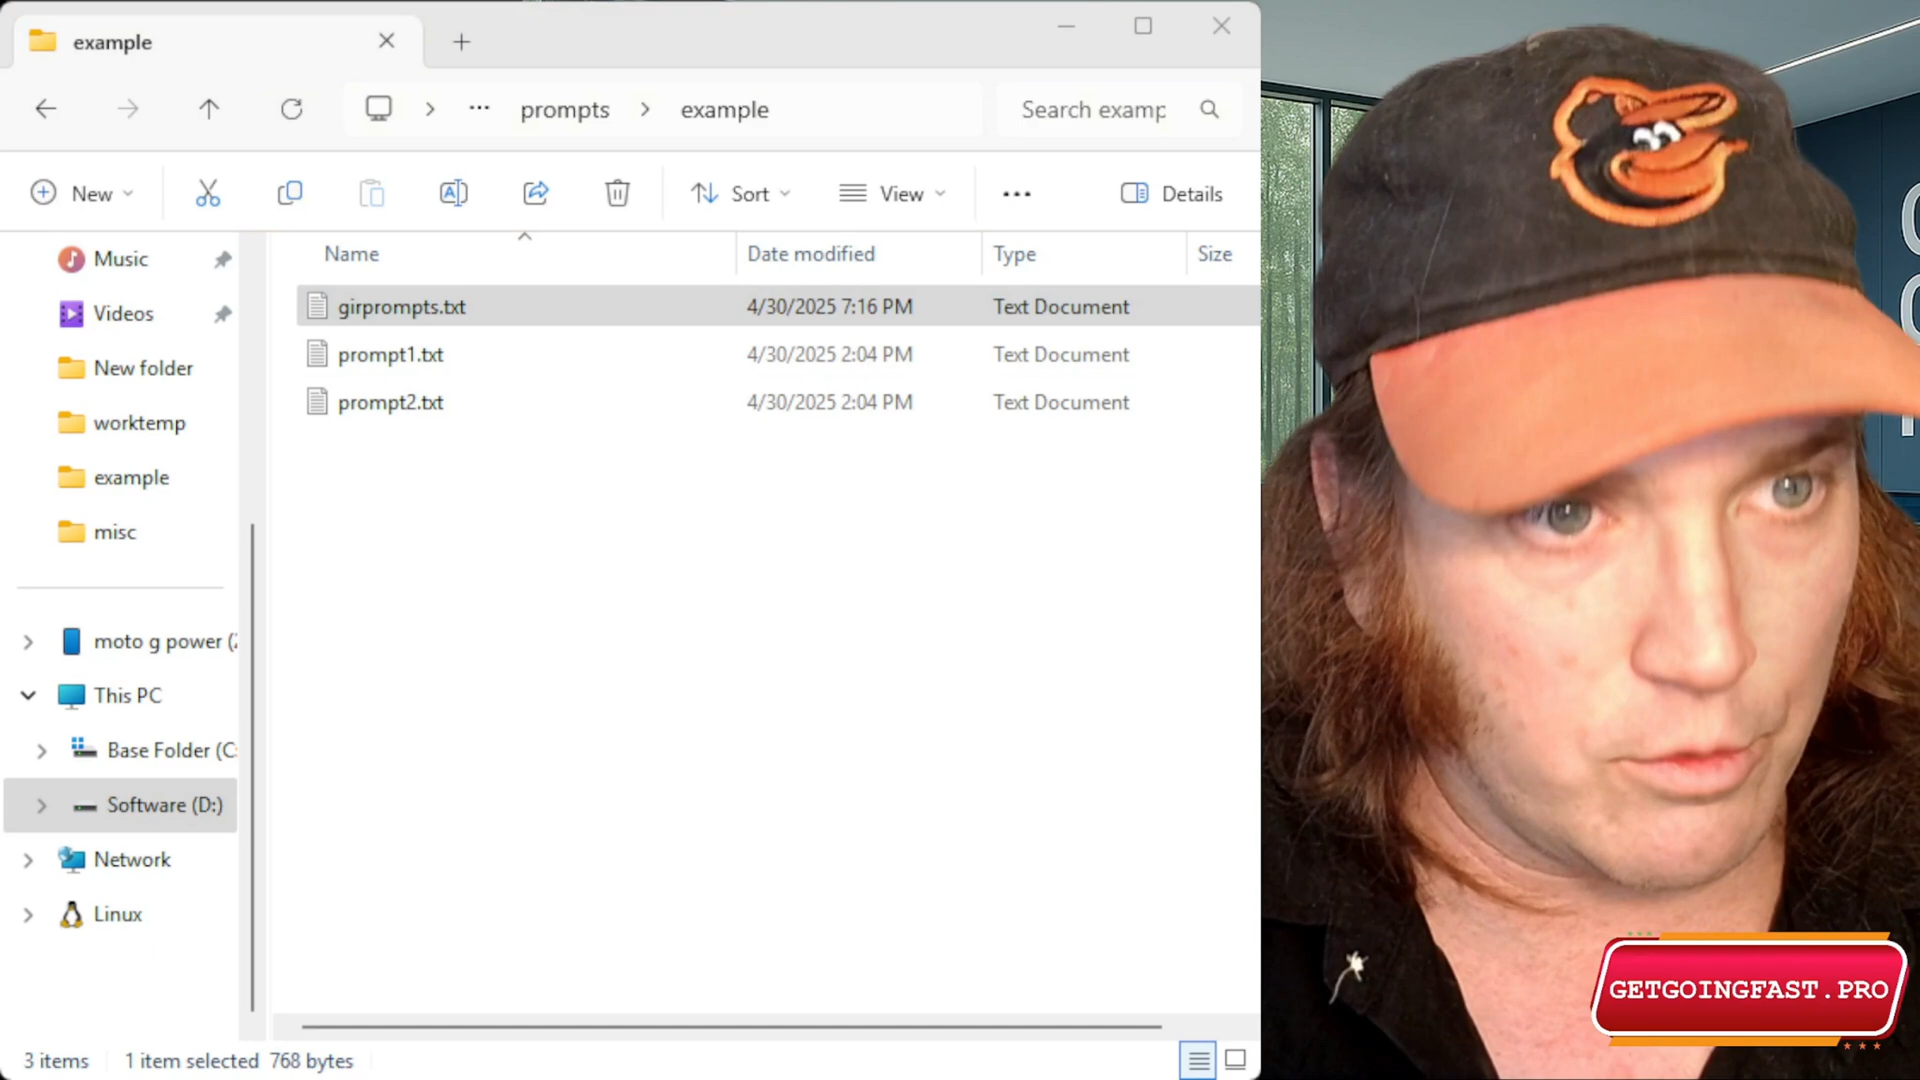 example
prompts
example
Search examp
New
Sort
View
Details
Name
Date modified
Type
Size
Music
Videos
New folder
worktemp
example
misc
moto g power (
This PC
Base Folder (C:
Software (D:)
Network
Linux
girprompts.txt 4/30/2025 7:16 PM Text Document
prompt1.txt 4/30/2025 2:04 PM Text Document
prompt2.txt 4/30/2025 2:04 PM Text Document
3 items 1 item selected 768 bytes
GETGOINGFAST.PRO